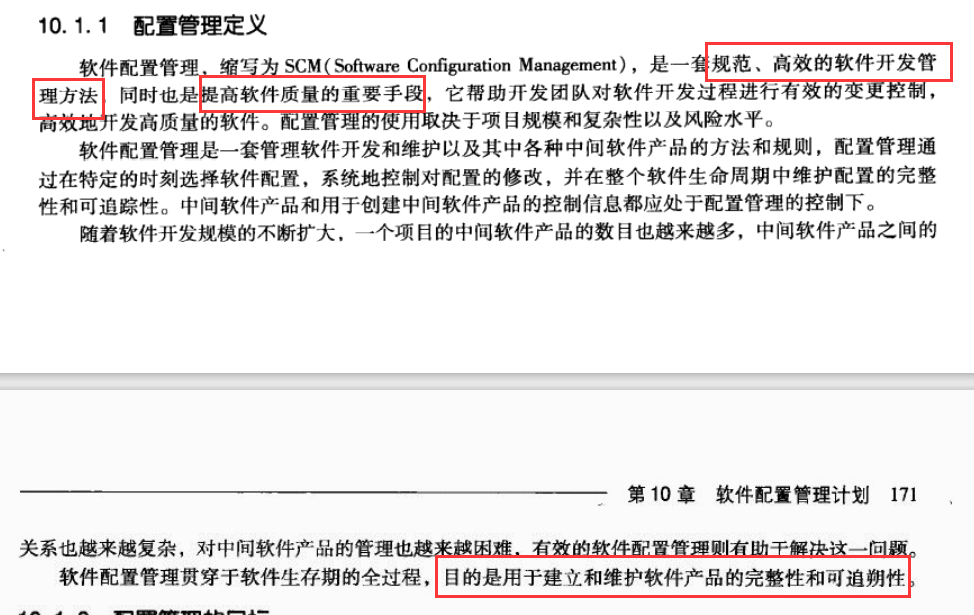 10.1.1 配置管理定义
软件配置管理，缩写为 SCM(Software Configuration Management)，是一套规范、高效的软件开发管
理方法，同时也是提高软件质量的重要手段，它帮助开发团队对软件开发过程进行有效的变更控制，
高效地开发高质量的软件。配置管理的使用取决于项目规模和复杂性以及风险水平。
软件配置管理是一套管理软件开发和维护以及其中各种中间软件产品的方法和规则，配置管理通
过在特定的时刻选择软件配置，系统地控制对配置的修改，并在整个软件生命周期中维护配置的完整
性和可追踪性。中间软件产品和用于创建中间软件产品的控制信息都应处于配置管理的控制下。
随着软件开发规模的不断扩大，一个项目的中间软件产品的数目也越来越多，中间软件产品之间的
第10章 软件配置管理计划 171
关系也越来越复杂，对中间软件产品的管理也越来越困难，有效的软件配置管理则有助于解决这一问题。
软件配置管理贯穿于软件生存期的全过程，目的是用于建立和维护软件产品的完整性和可追朔性。